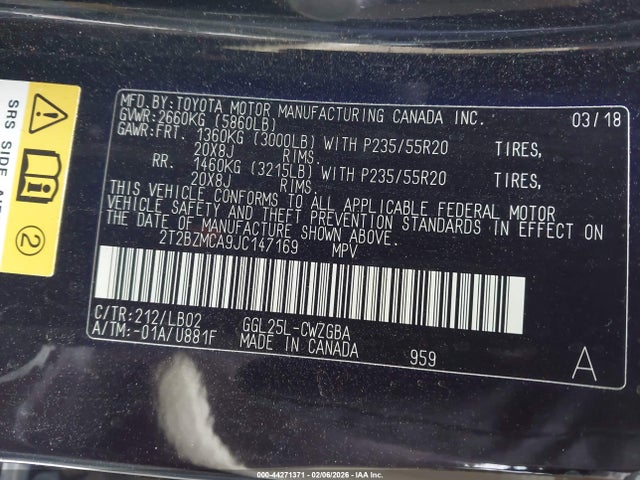 MFD.BY:TOYOTA MOTOR MANUFACTURING CANADA INC. 03/18
GVWR:2660KG (5860LB)
GAWR:FRT. 1360KG (3000LB) WITH P235/55R20 TIRES,
20X8J RIMS
RR. 1460KG (3215LB) WITH P235/55R20 TIRES,
20X8J RIMS
THIS VEHICLE CONFORMS TO ALL APPLICABLE FEDERAL MOTOR
VEHICLE SAFETY AND THEFT PREVENTION STANDARDS IN EFFECT ON
THE DATE OF MANUFACTURE SHOWN ABOVE.
2T2BZMCA9JC147169 MPV
C/TR:212/LB02 GGL25L-CWZGBA
A/TM:-01A/U881F MADE IN CANADA 959 A
SRS SIDE
2
000-44271371 - 02/06/2026 - IAA Inc.